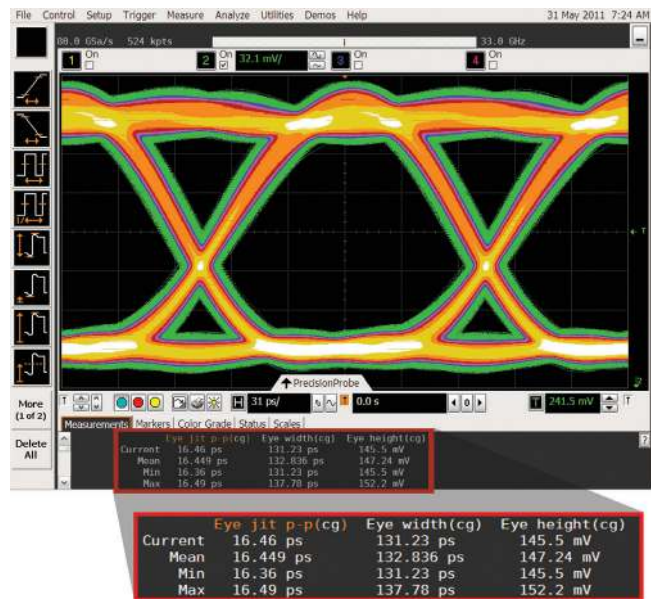 File Control Setup Trigger Measure Analyze Utilities Demos Help 31 May 2011 7:24 AM
80.0 GSa/s 524 kpts 33.0 GHz
1 On 2 On 32.1 mV/ 3 On 4 On
T
PrecisionProbe
2
More
(1 of 2)
T H 31 ps/ T 0.0 s 0 T 241.5 mV T
Delete
All
Measurements Markers Color Grade Status Scales
?
Eye jit p-p(cg) Eye width(cg) Eye height(cg)
Current 16.46 ps 131.23 ps 145.5 mV
Mean 16.449 ps 132.836 ps 147.24 mV
Min 16.36 ps 131.23 ps 145.5 mV
Max 16.49 ps 137.78 ps 152.2 mV
Eye jit p-p(cg) Eye width(cg) Eye height(cg)
Current 16.46 ps 131.23 ps 145.5 mV
Mean 16.449 ps 132.836 ps 147.24 mV
Min 16.36 ps 131.23 ps 145.5 mV
Max 16.49 ps 137.78 ps 152.2 mV